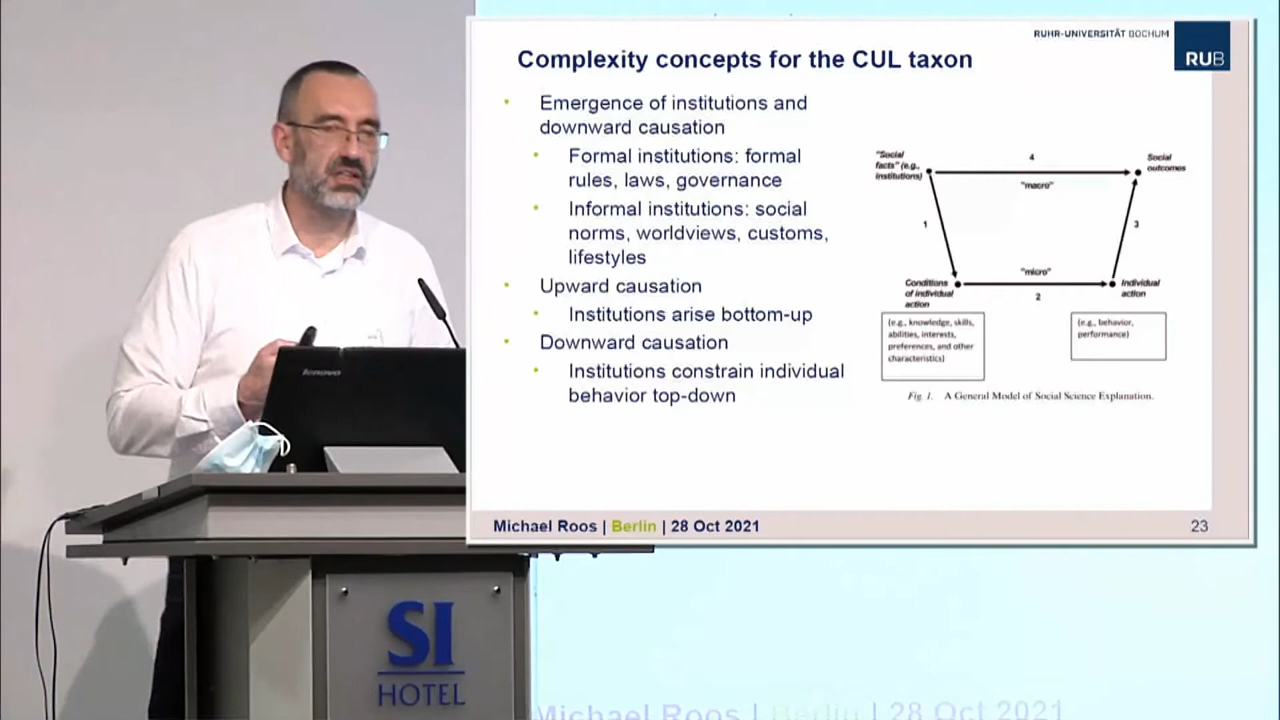 RUHR-UNIVERSITÄT BOCHUM
RUB
Complexity concepts for the CUL taxon
• Emergence of institutions and
downward causation
• Formal institutions: formal
rules, laws, governance
• Informal institutions: social
norms, worldviews, customs,
lifestyles
• Upward causation
• Institutions arise bottom-up
• Downward causation
• Institutions constrain individual
behavior top-down
"Social
facts" (e.g.,
institutions)
4
"macro"
Social
outcomes
1
3
Conditions
of individual
action
"micro"
2
Individual
action
(e.g., knowledge, skills,
abilities, interests,
preferences, and other
characteristics)
(e.g., behavior,
performance)
Fig. 1. A General Model of Social Science Explanation.
Michael Roos | Berlin | 28 Oct 2021
23
lenovo
SI
HOTEL
Michael Roos | Berlin | 28 Oct 2021